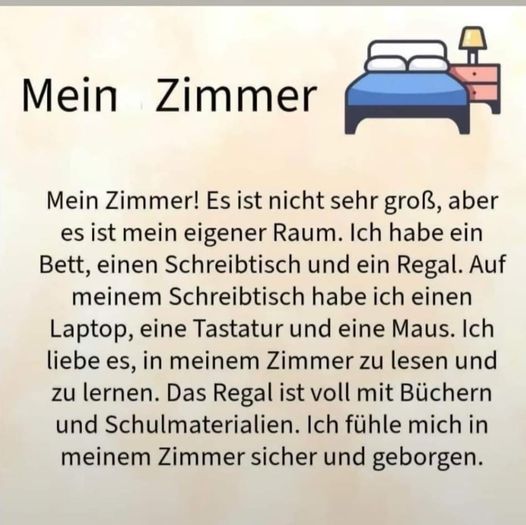 Mein Zimmer
Mein Zimmer! Es ist nicht sehr groß, aber
es ist mein eigener Raum. Ich habe ein
Bett, einen Schreibtisch und ein Regal. Auf
meinem Schreibtisch habe ich einen
Laptop, eine Tastatur und eine Maus. Ich
liebe es, in meinem Zimmer zu lesen und
zu lernen. Das Regal ist voll mit Büchern
und Schulmaterialien. Ich fühle mich in
meinem Zimmer sicher und geborgen.